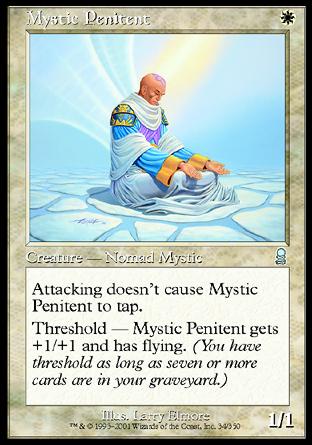 Mystic Penitent
Creature — Nomad Mystic
Attacking doesn't cause Mystic
Penitent to tap.
Threshold — Mystic Penitent gets
+1/+1 and has flying. (You have
threshold as long as seven or more
cards are in your graveyard.)
1/1
Illus. Larry Elmore
™ & © 1993-2001 Wizards of the Coast, Inc. 34/350